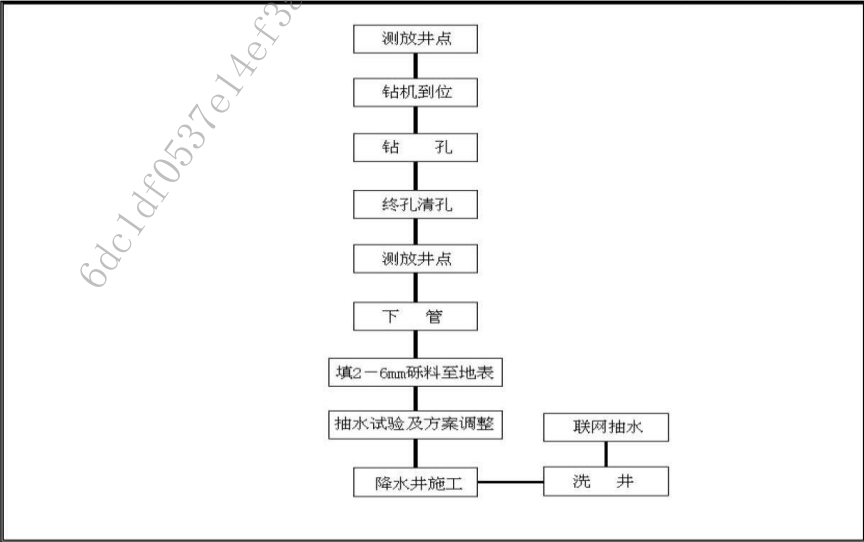 测放井点
钻机到位
钻 孔
终孔清孔
测放井点
下 管
填2-6mm砾料至地表
抽水试验及方案调整
联网抽水
降水井施工
洗 井